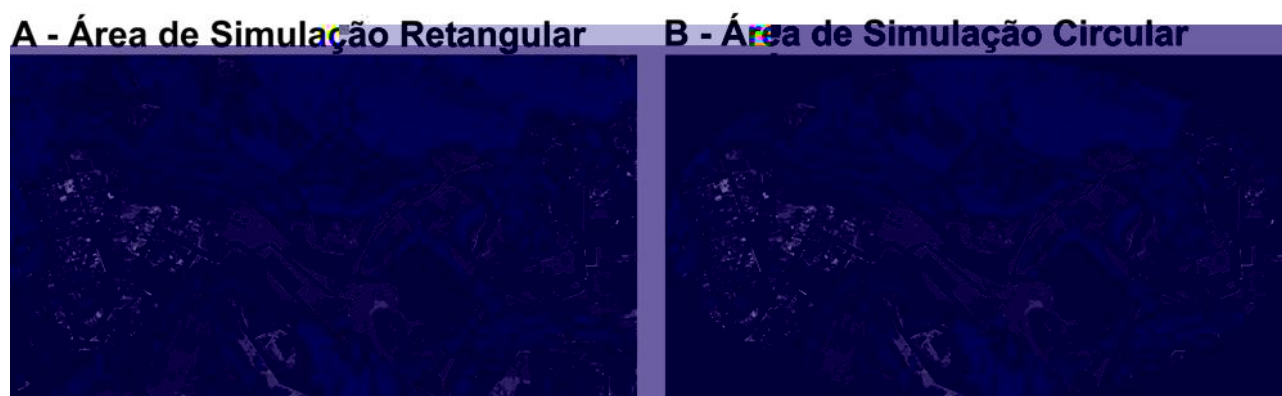 A - Área de Simulação Retangular
B - Área de Simulação Circular